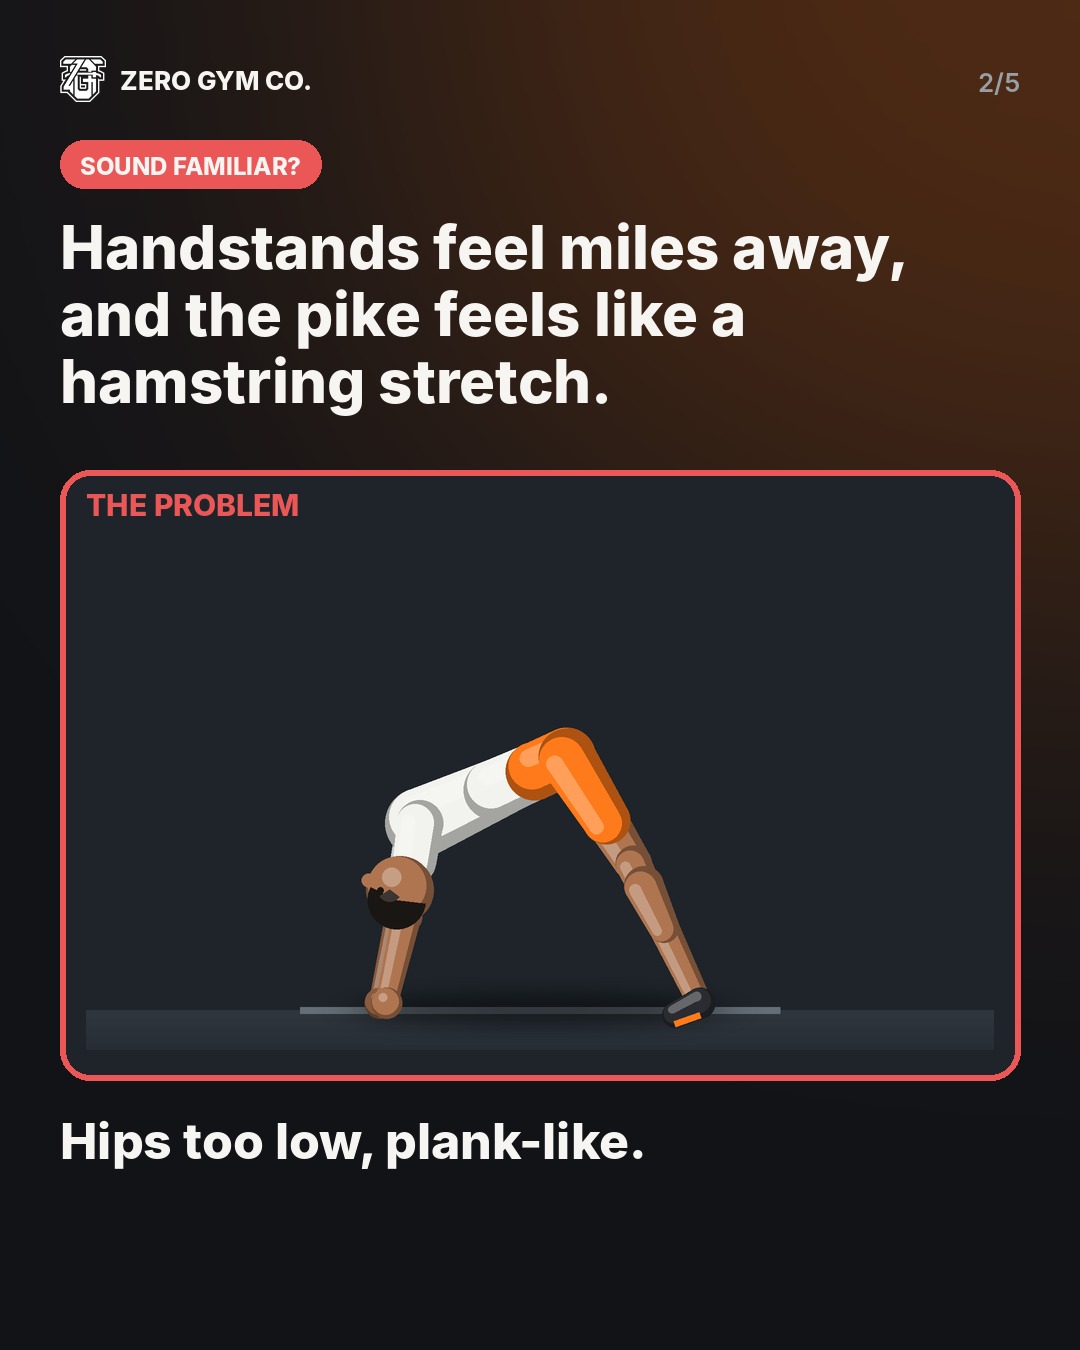 ZERO GYM CO.
2/5
SOUND FAMILIAR?
Handstands feel miles away,
and the pike feels like a
hamstring stretch.
THE PROBLEM
Hips too low, plank-like.